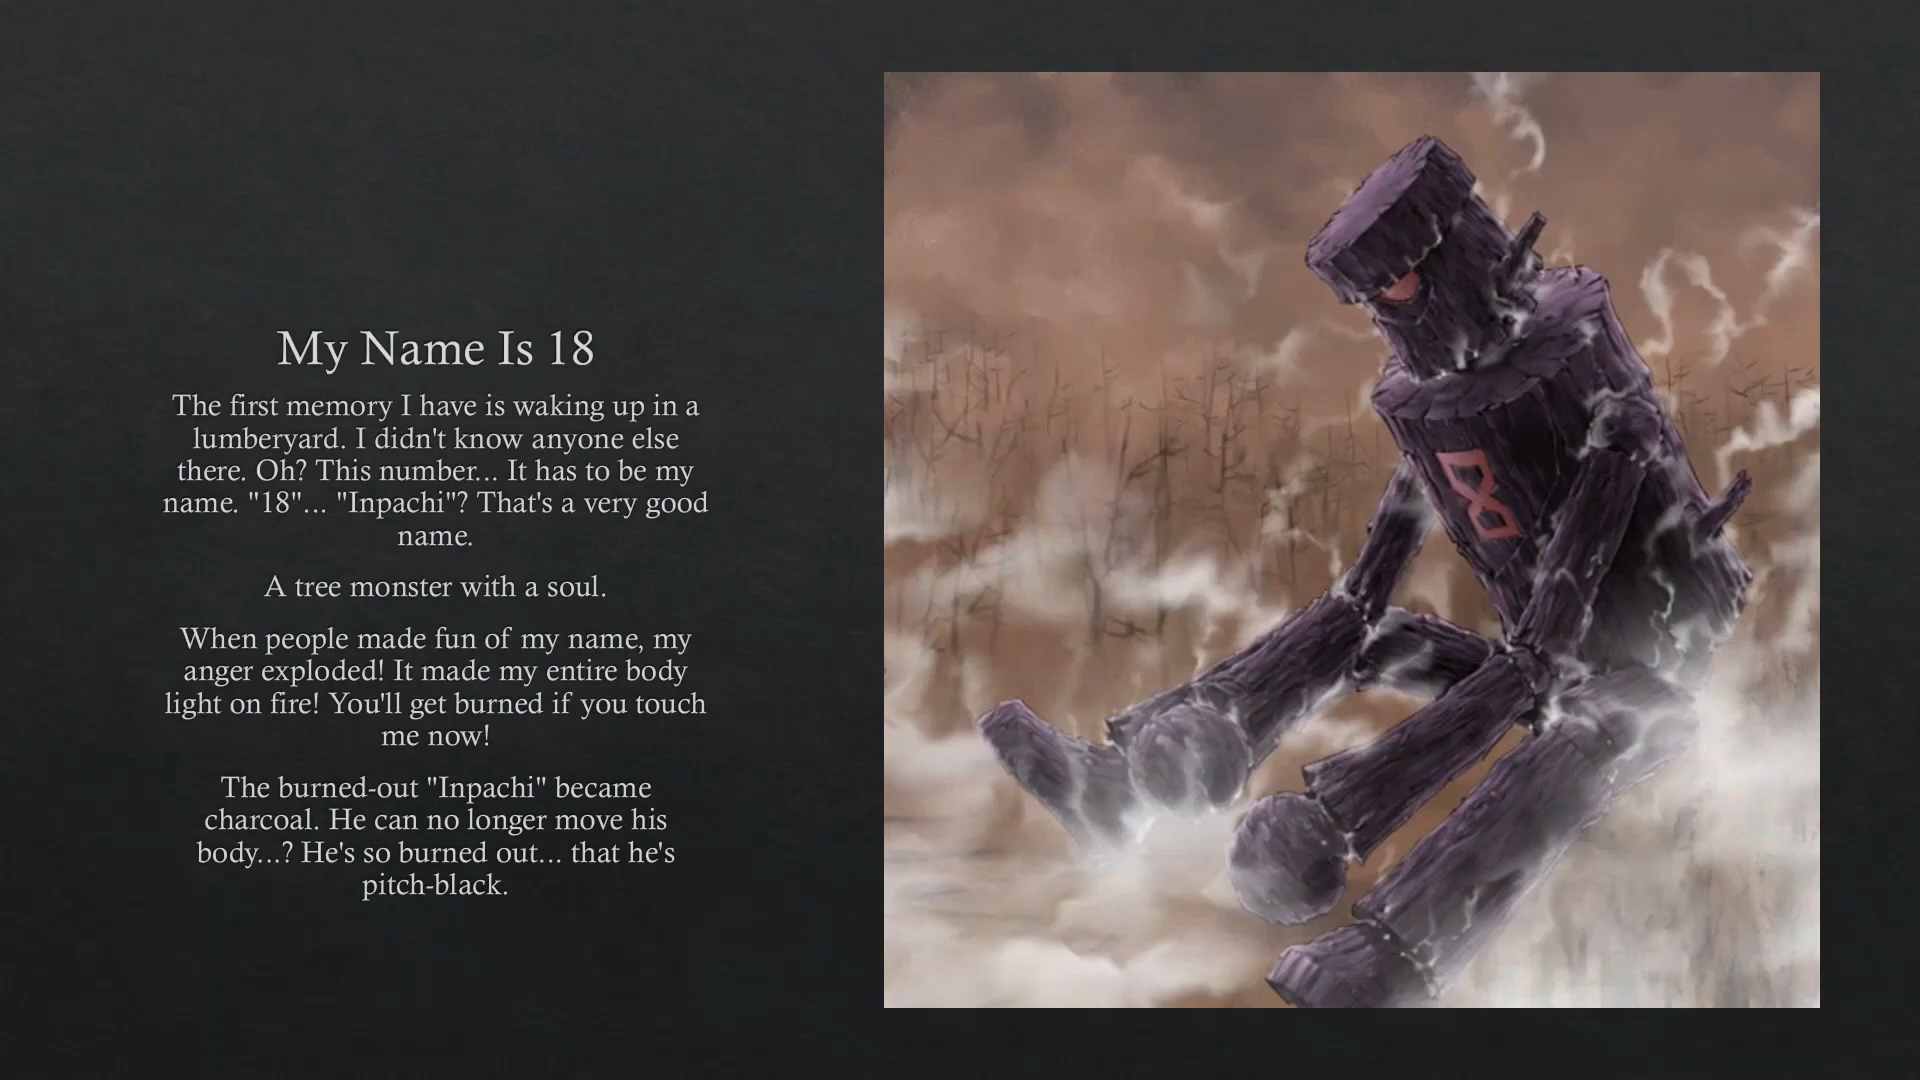 My Name Is 18
The first memory I have is waking up in a
lumberyard. I didn't know anyone else
there. Oh? This number... It has to be my
name. "18"... "Inpachi"? That's a very good
name.
A tree monster with a soul.
When people made fun of my name, my
anger exploded! It made my entire body
light on fire! You'll get burned if you touch
me now!
The burned-out "Inpachi" became
charcoal. He can no longer move his
body...? He's so burned out... that he's
pitch-black.